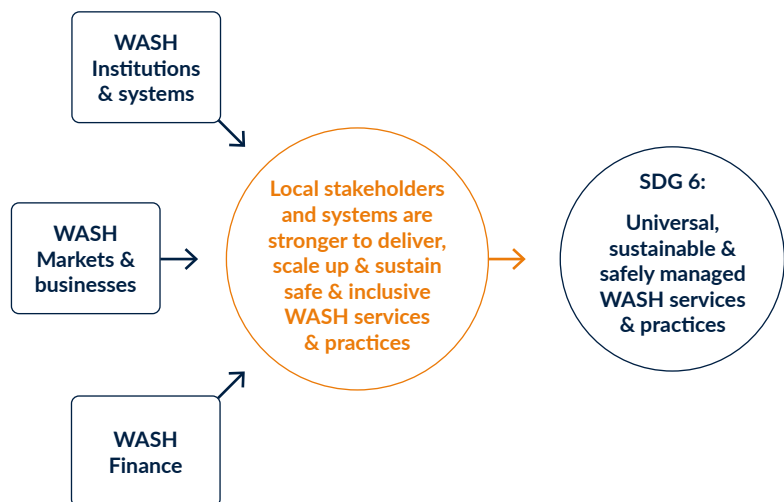 WASH
Institutions
& systems
WASH
Markets &
businesses
WASH
Finance
Local stakeholders
and systems are
stronger to deliver,
scale up & sustain
safe & inclusive
WASH services
& practices
SDG 6:
Universal,
sustainable &
safely managed
WASH services
& practices